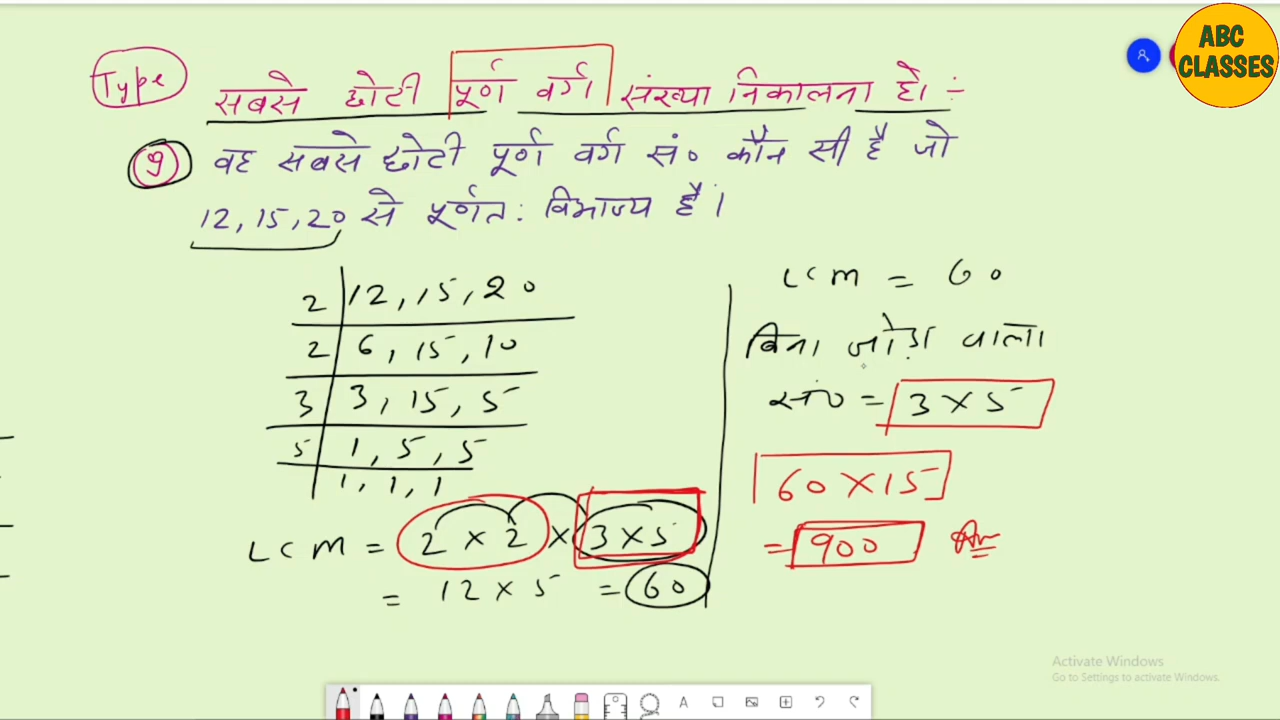 ABC
CLASSES
Type
सबसे छोटी पूर्ण वर्ग संख्या निकालना हो। :-
9 वह सबसे छोटी पूर्ण वर्ग सं० कौन सी है जो
12, 15, 20 से पूर्णत: विभाज्य है।
2 | 12, 15, 20
2 | 6, 15, 10
3 | 3, 15, 5
5 | 1, 5, 5
1, 1, 1
LCM = 2 × 2 × 3 × 5
= 12 × 5 = 60
LCM = 60
बिना जोड़ा वाला
सं० = 3 × 5
60 × 15
= 900 Ans
Activate Windows
Go to Settings to activate Windows.
A